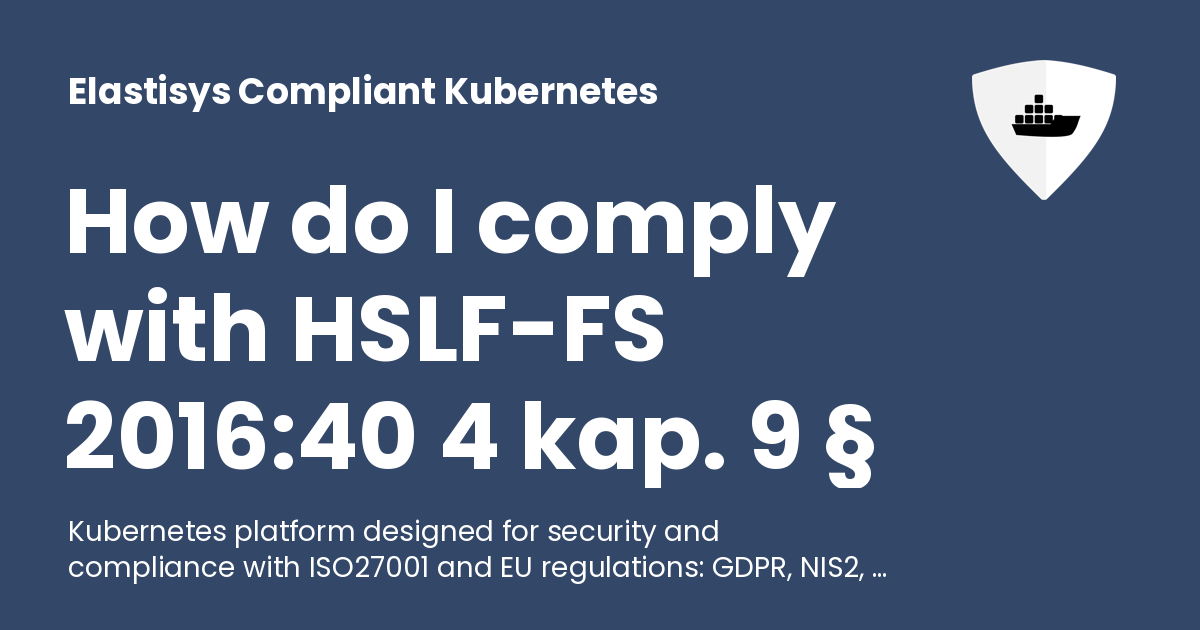 Elastisys Compliant Kubernetes
How do I comply
with HSLF-FS
2016:40 4 kap. 9 §
Kubernetes platform designed for security and
compliance with ISO27001 and EU regulations: GDPR, NIS2, ...